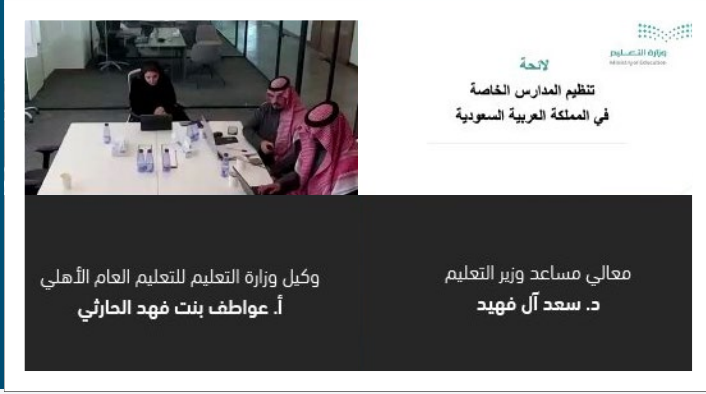 وزارة التعليم
Ministry of Education
لائحة
تنظيم المدارس الخاصة
في المملكة العربية السعودية
معالي مساعد وزير التعليم
د. سعد آل فهيد
وكيل وزارة التعليم للتعليم العام الأهلي
أ. عواطف بنت فهد الحارثي